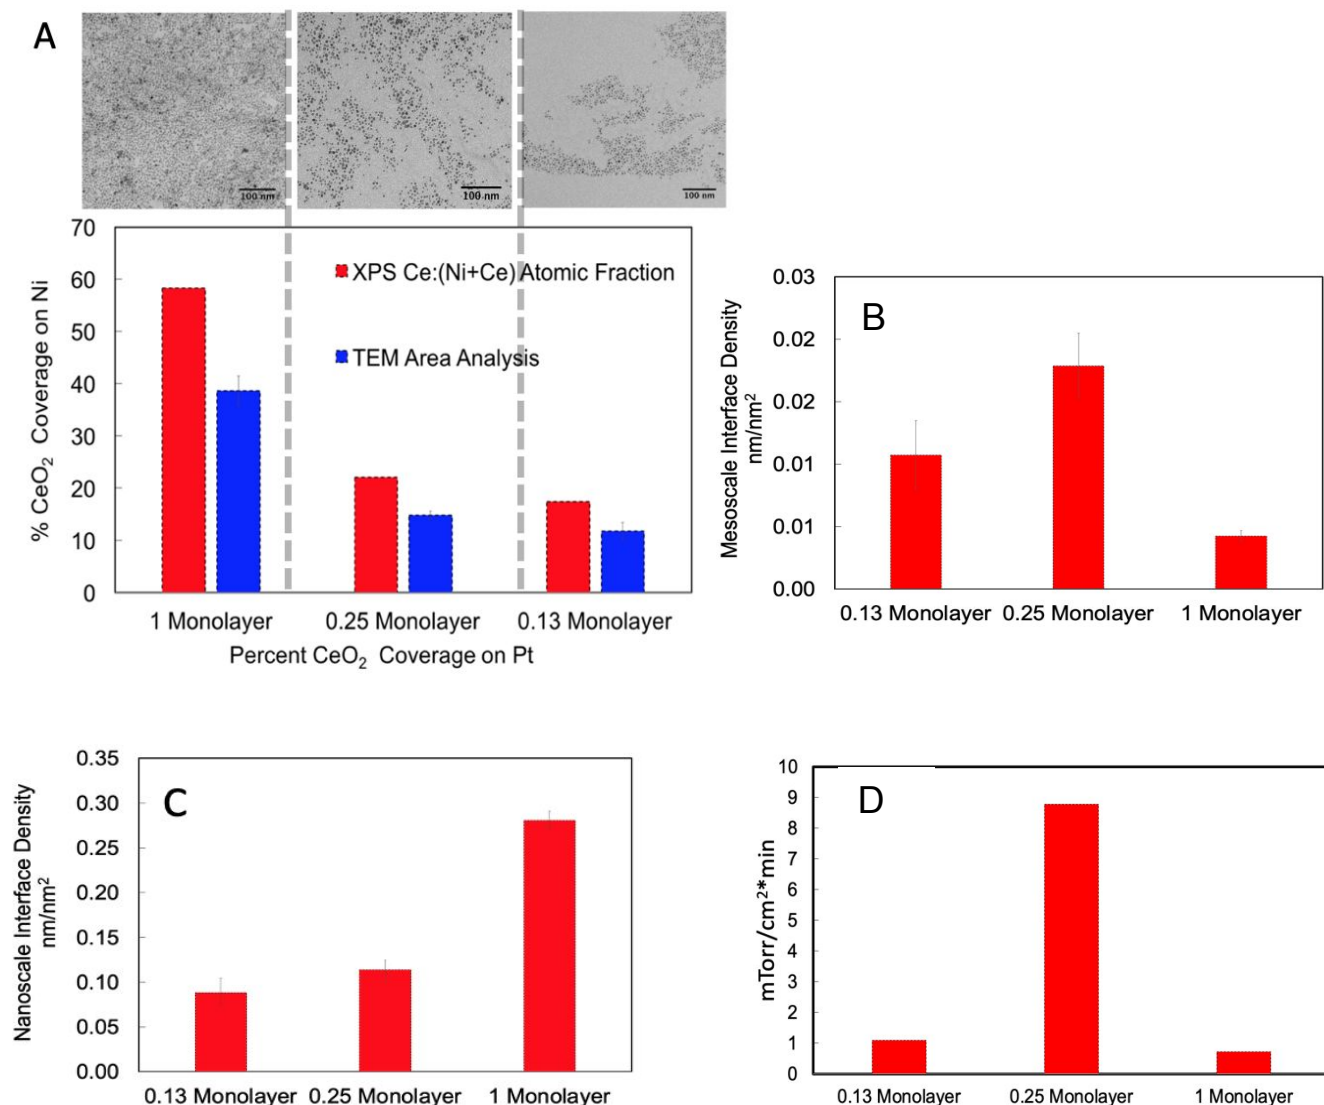 A
100 nm
100 nm
100 nm
70
60
50
40
30
20
10
0
% CeO₂ Coverage on Ni
XPS Ce:(Ni+Ce) Atomic Fraction
TEM Area Analysis
1 Monolayer
0.25 Monolayer
0.13 Monolayer
Percent CeO₂ Coverage on Pt
B
0.03
0.02
0.02
0.01
0.01
0.00
Mesoscale Interface Density
nm/nm²
0.13 Monolayer
0.25 Monolayer
1 Monolayer
C
0.35
0.30
0.25
0.20
0.15
0.10
0.05
0.00
Nanoscale Interface Density
nm/nm²
0.13 Monolayer
0.25 Monolayer
1 Monolayer
D
10
9
8
7
6
5
4
3
2
1
0
mTorr/cm²*min
0.13 Monolayer
0.25 Monolayer
1 Monolayer